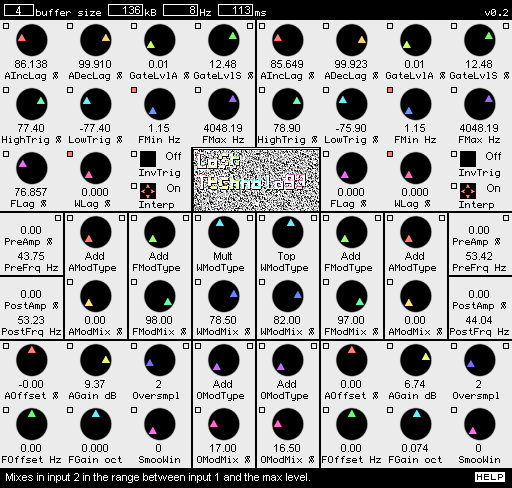 4 buffer size 136 kB 8 Hz 113 ms v0.2
86.138 99.910 0.01 12.48 85.649 99.923 0.01 12.48
AIncLag % ADecLag % GateLvlA % GateLvlS % AIncLag % ADecLag % GateLvlA % GateLvlS %
77.40 -77.40 1.15 4048.19 78.90 -75.90 1.15 4048.19
HighTrig % LowTrig % FMin Hz FMax Hz HighTrig % LowTrig % FMin Hz FMax Hz
Lost
Technology
Off Off
InvTrig InvTrig
76.857 0.000 On 0.000 0.000 On
FLag % WLag % Interp FLag % WLag % Interp
0.00 0.00
PreAmp % PreAmp %
43.75 Add Add Mult Top Add Add 53.42
PreFrq Hz AModType FModType WModType WModType FModType AModType PreFrq Hz
0.00 0.00
PostAmp % PostAmp %
53.23 0.00 98.00 78.50 82.00 97.00 0.00 44.04
PostFrq Hz AModMix % FModMix % WModMix % WModMix % FModMix % AModMix % PostFrq Hz
-0.00 9.37 2 Add Add 0.00 6.74 2
AOffset % AGain dB Oversmpl OModType OModType AOffset % AGain dB Oversmpl
0.00 0.000 0 17.00 16.50 0.00 0.074 0
FOffset Hz FGain oct SmooWin OModMix % OModMix % FOffset Hz FGain oct SmooWin
Mixes in input 2 in the range between input 1 and the max level. HELP